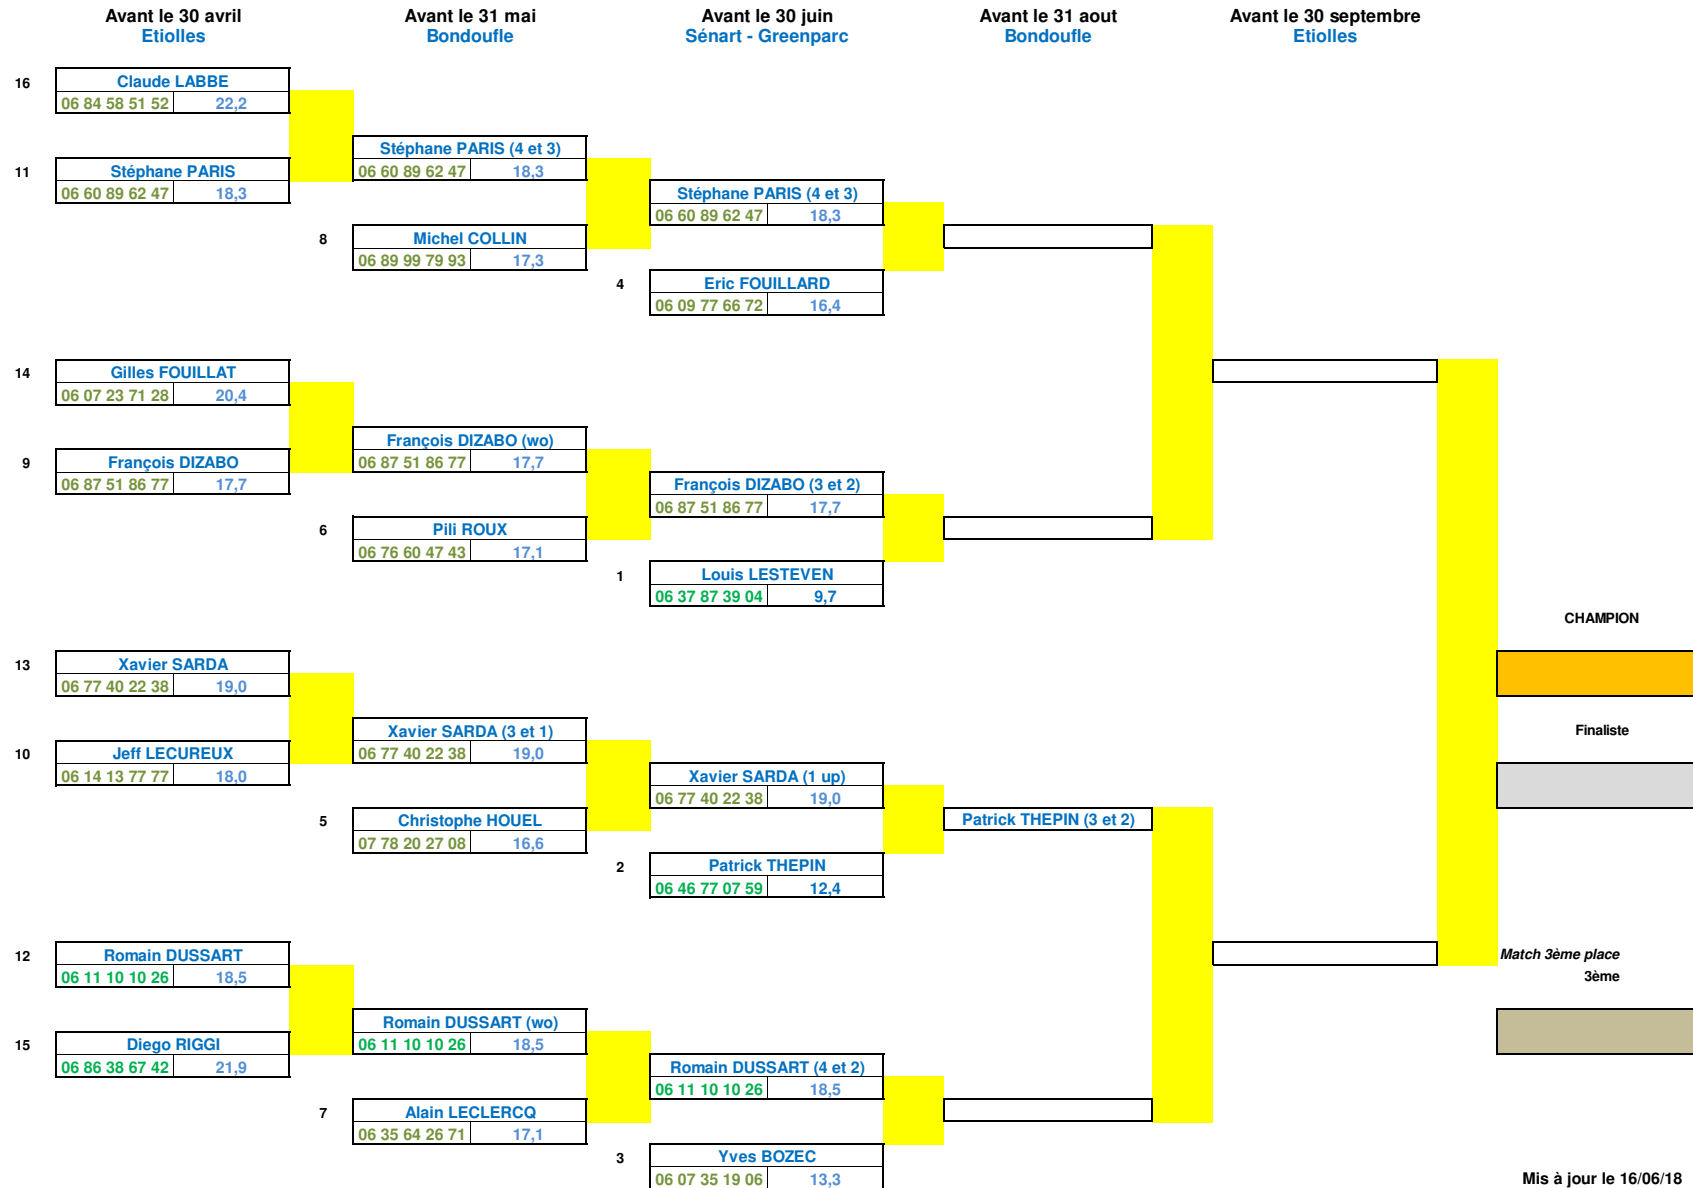 Avant le 30 avril
Etiolles
Avant le 31 mai
Bondoufle
Avant le 30 juin
Sénart - Greenparc
Avant le 31 aout
Bondoufle
Avant le 30 septembre
Etiolles
16
Claude LABBE
06 84 58 51 52 22,2
Stéphane PARIS (4 et 3)
06 60 89 62 47 18,3
11
Stéphane PARIS
06 60 89 62 47 18,3
Stéphane PARIS (4 et 3)
06 60 89 62 47 18,3
8
Michel COLLIN
06 89 99 79 93 17,3
4
Eric FOUILLARD
06 09 77 66 72 16,4
14
Gilles FOUILLAT
06 07 23 71 28 20,4
François DIZABO (wo)
06 87 51 86 77 17,7
9
François DIZABO
06 87 51 86 77 17,7
François DIZABO (3 et 2)
06 87 51 86 77 17,7
6
Pili ROUX
06 76 60 47 43 17,1
1
Louis LESTEVEN
06 37 87 39 04 9,7
CHAMPION
13
Xavier SARDA
06 77 40 22 38 19,0
Xavier SARDA (3 et 1)
06 77 40 22 38 19,0
Finaliste
10
Jeff LECUREUX
06 14 13 77 77 18,0
Xavier SARDA (1 up)
06 77 40 22 38 19,0
5
Christophe HOUEL
07 78 20 27 08 16,6
Patrick THEPIN (3 et 2)
2
Patrick THEPIN
06 46 77 07 59 12,4
12
Romain DUSSART
06 11 10 10 26 18,5
Match 3ème place
3ème
Romain DUSSART (wo)
06 11 10 10 26 18,5
15
Diego RIGGI
06 86 38 67 42 21,9
Romain DUSSART (4 et 2)
06 11 10 10 26 18,5
7
Alain LECLERCQ
06 35 64 26 71 17,1
3
Yves BOZEC
06 07 35 19 06 13,3
Mis à jour le 16/06/18